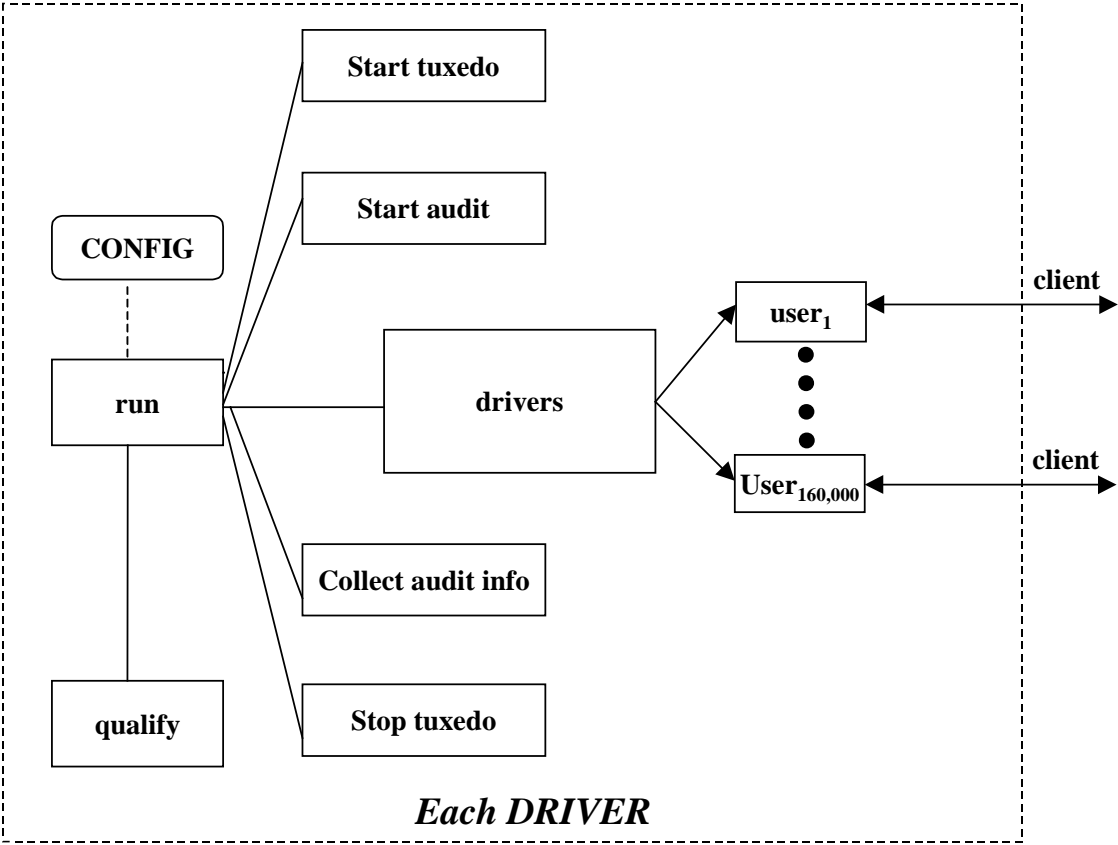 Start tuxedo
Start audit
CONFIG
client
user1
run
drivers
client
User160,000
Collect audit info
Stop tuxedo
qualify
Each DRIVER